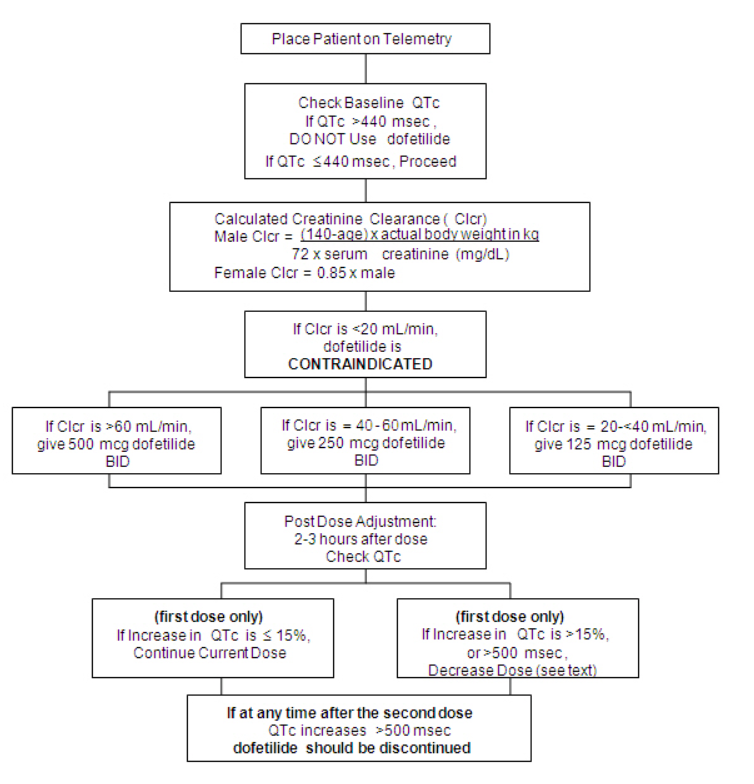 Place Patient on Telemetry
Check Baseline QTc
If QTc >440 msec,
DO NOT Use dofetilide
If QTc ≤440 msec, Proceed
Calculated Creatinine Clearance ( Clcr)
Male Clcr = (140-age) x actual body weight in kg
72 x serum creatinine (mg/dL)
Female Clcr = 0.85 x male
If Clcr is <20 mL/min,
dofetilide is
CONTRAINDICATED
If Clcr is >60 mL/min,
give 500 mcg dofetilide
BID
If Clcr is = 40-60 mL/min,
give 250 mcg dofetilide
BID
If Clcr is = 20-<40 mL/min,
give 125 mcg dofetilide
BID
Post Dose Adjustment:
2-3 hours after dose
Check QTc
(first dose only)
If Increase in QTc is ≤ 15%,
Continue Current Dose
(first dose only)
If Increase in QTc is >15%,
or >500 msec,
Decrease Dose (see text)
If at any time after the second dose
QTc increases >500 msec
dofetilide should be discontinued